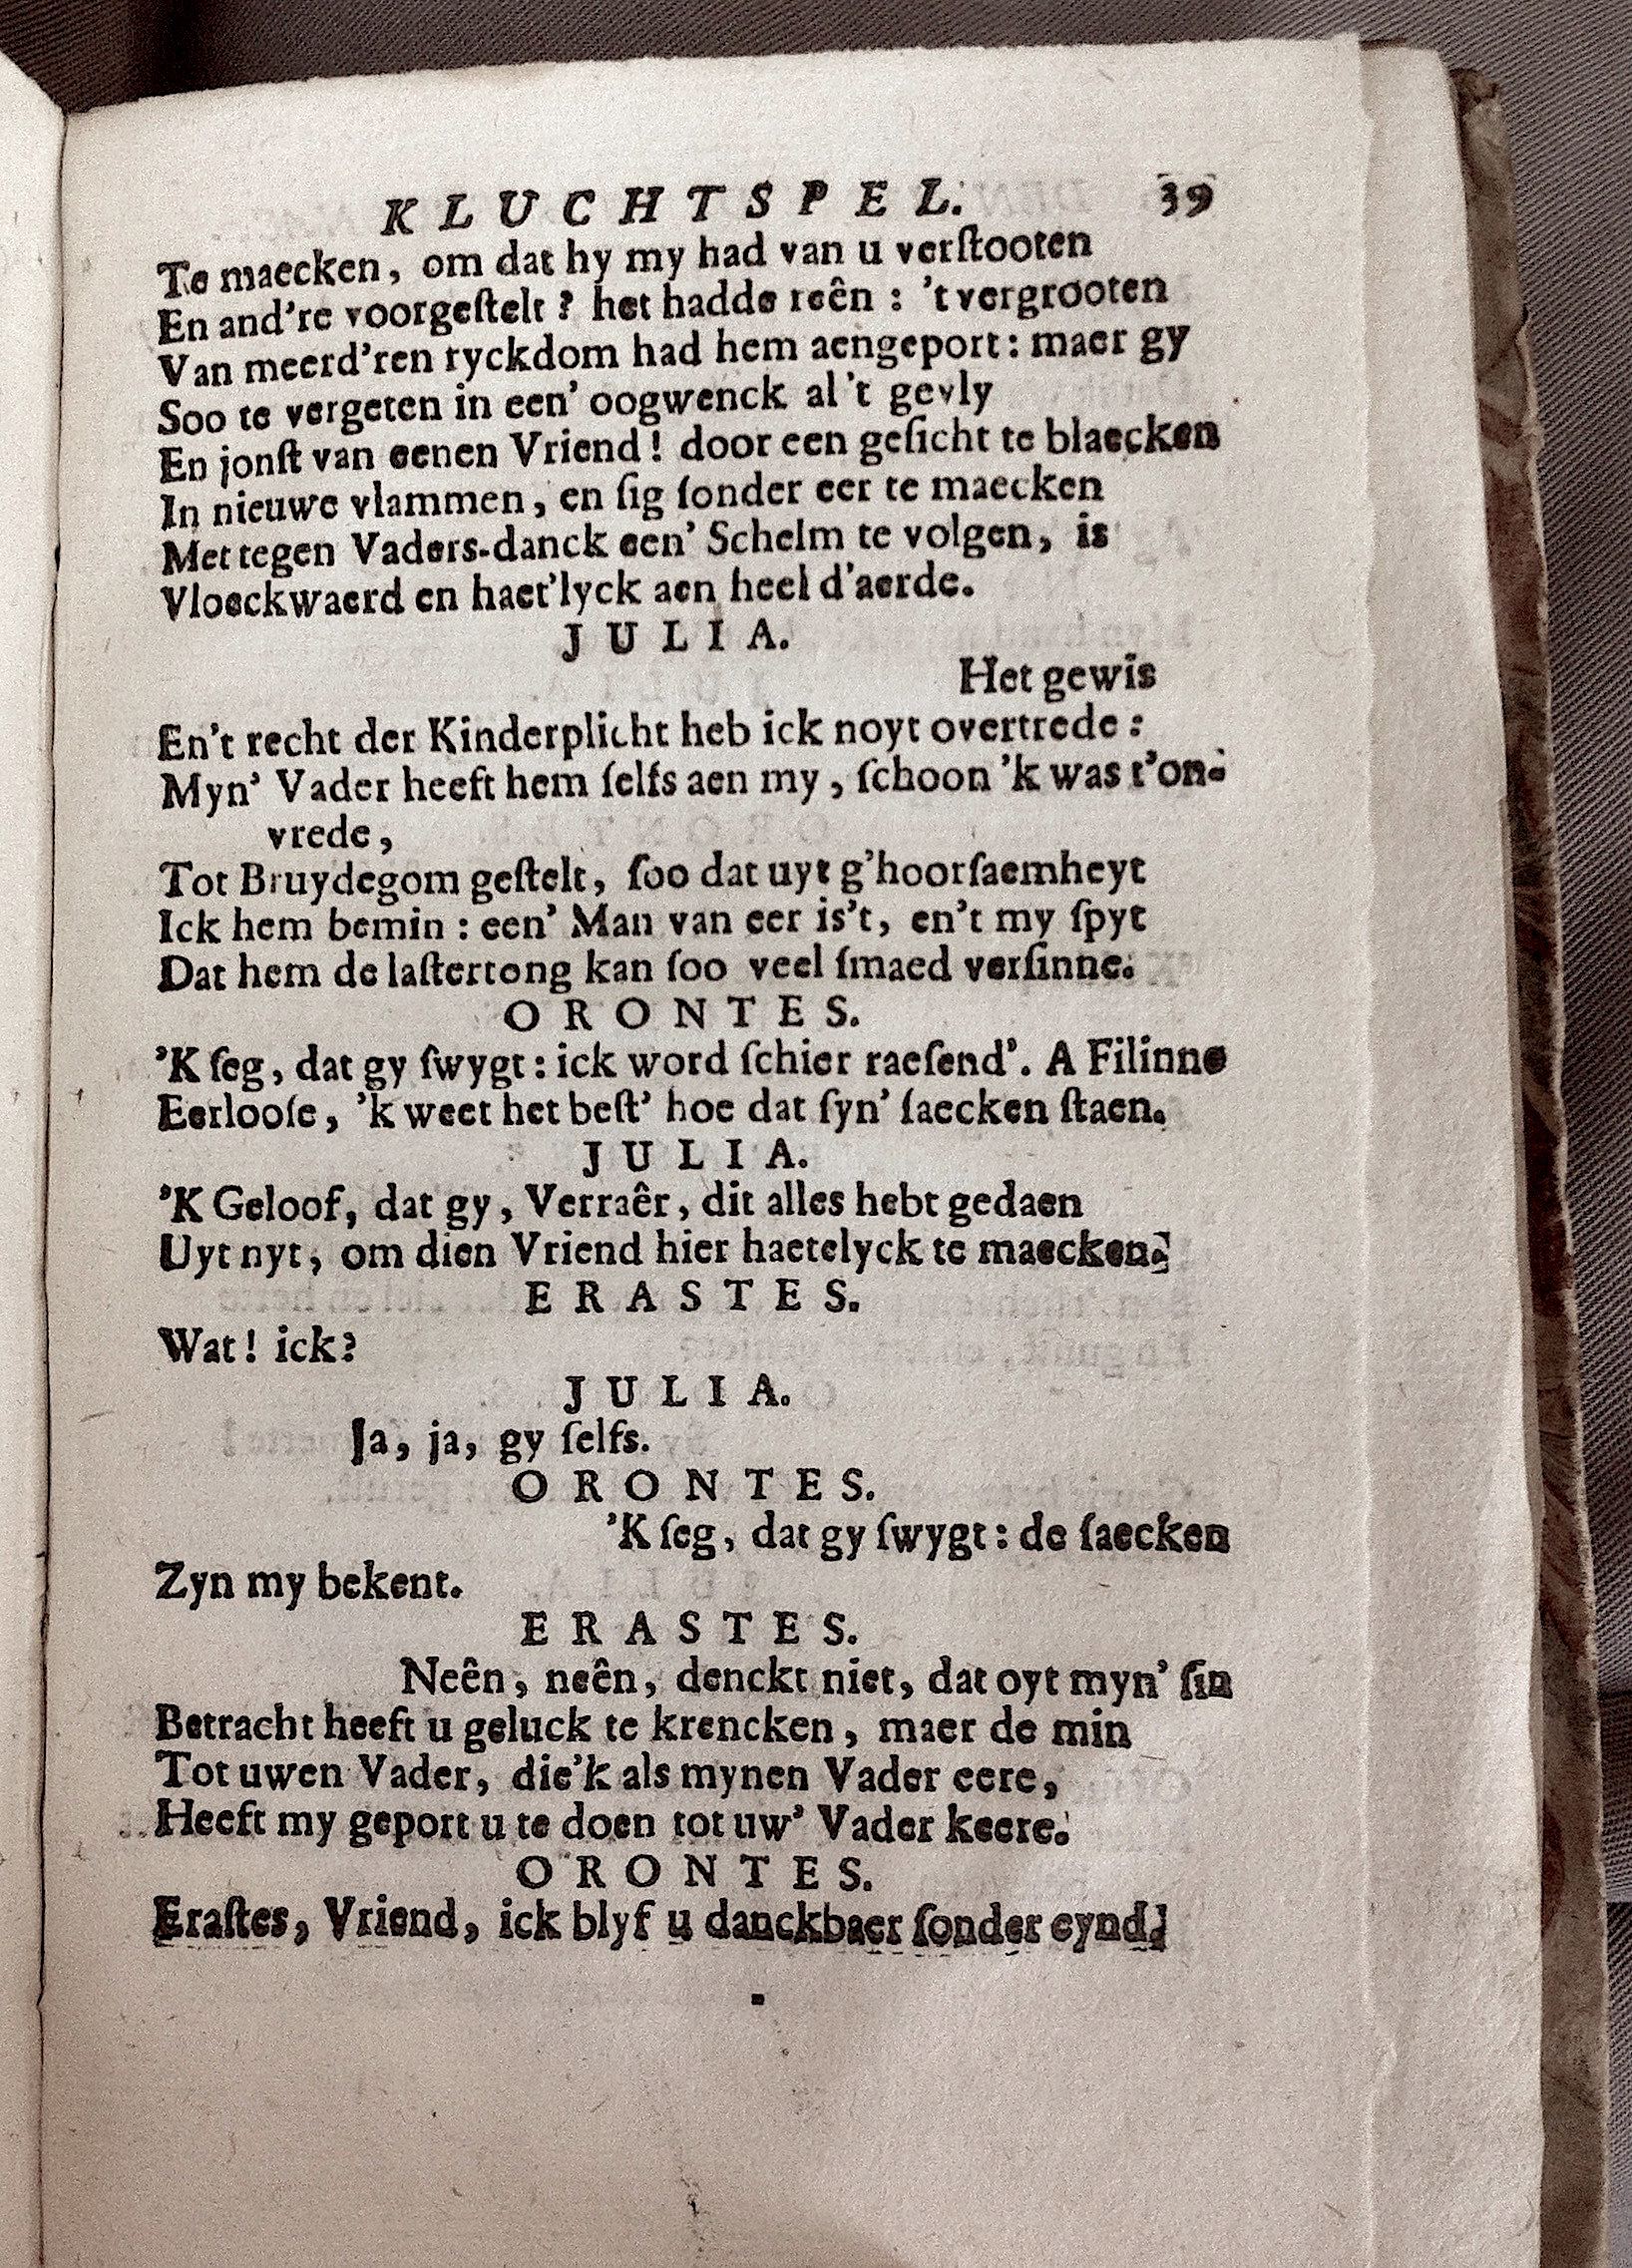 KLUCHTSPEL. 39
Te maecken, om dat hy my had van u verſtooten
En and're voorgeſtelt? het hadde reên: 't vergrooten
Van meerd'ren ryckdom had hem aengeport: maer gy
Soo te vergeten in een' oogwenck al 't gevly
En jonſt van eenen Vriend! door een geſicht te blaecken
In nieuwe vlammen, en ſig ſonder eer te maecken
Met tegen Vaders-danck een' Schelm te volgen, is
Vloeckwaerd en haet'lyck aen heel d'aerde.
JULIA.
Het gewis
En't recht der Kinderplicht heb ick noyt overtrede:
Myn' Vader heeft hem ſelfs aen my, ſchoon 'k was t'on-
vrede,
Tot Bruydegom geſtelt, ſoo dat uyt g'hoorſaemheyt
Ick hem bemin: een' Man van eer is't, en't my ſpyt
Dat hem de laſtertong kan ſoo veel ſmaed verſinne.
ORONTES.
'K ſeg, dat gy ſwygt: ick word ſchier raeſend'. A Filinne
Eerlooſe, 'k weet het beſt' hoe dat ſyn' ſaecken ſtaen.
JULIA.
'K Geloof, dat gy, Verraêr, dit alles hebt gedaen
Uyt nyt, om dien Vriend hier haetelyck te maecken.
ERASTES.
Wat! ick?
JULIA.
Ja, ja, gy ſelfs.
ORONTES.
'K ſeg, dat gy ſwygt: de ſaecken
Zyn my bekent.
ERASTES.
Neên, neên, denckt niet, dat oyt myn' ſin
Betracht heeft u geluck te krencken, maer de min
Tot uwen Vader, die'k als mynen Vader eere,
Heeft my geport u te doen tot uw' Vader keere.
ORONTES.
Eraſtes, Vriend, ick blyf u danckbaer ſonder eynd.